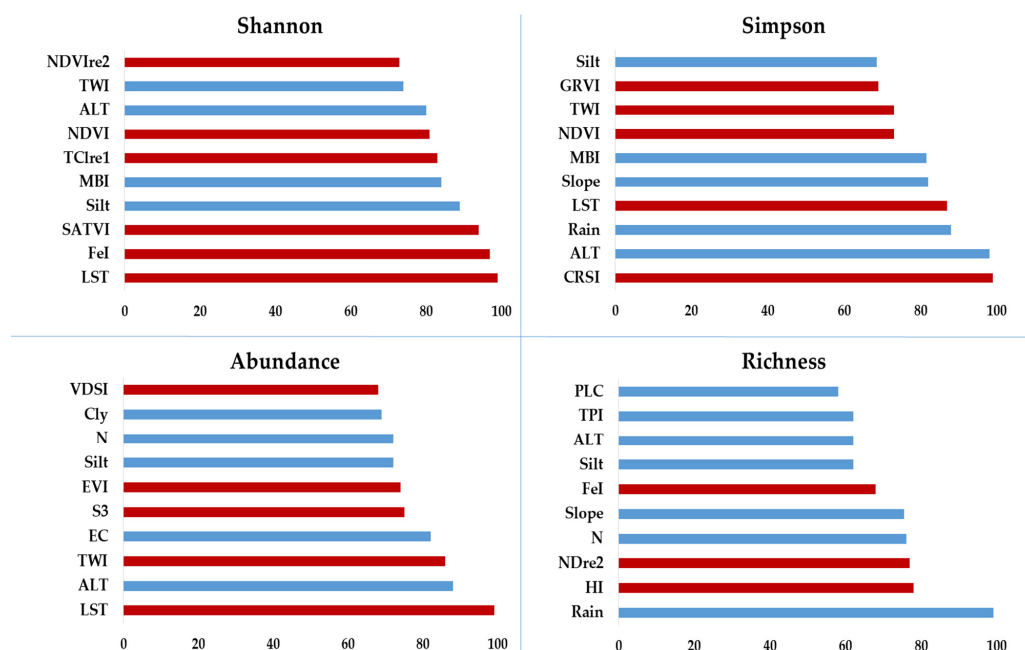 Shannon
NDVIre2
TWI
ALT
NDVI
TCIre1
MBI
Silt
SATVI
FeI
LST
0 20 40 60 80 100
Simpson
Silt
GRVI
TWI
NDVI
MBI
Slope
LST
Rain
ALT
CRSI
0 20 40 60 80 100
Abundance
VDSI
Cly
N
Silt
EVI
S3
EC
TWI
ALT
LST
0 20 40 60 80 100
Richness
PLC
TPI
ALT
Silt
FeI
Slope
N
NDre2
HI
Rain
0 20 40 60 80 100